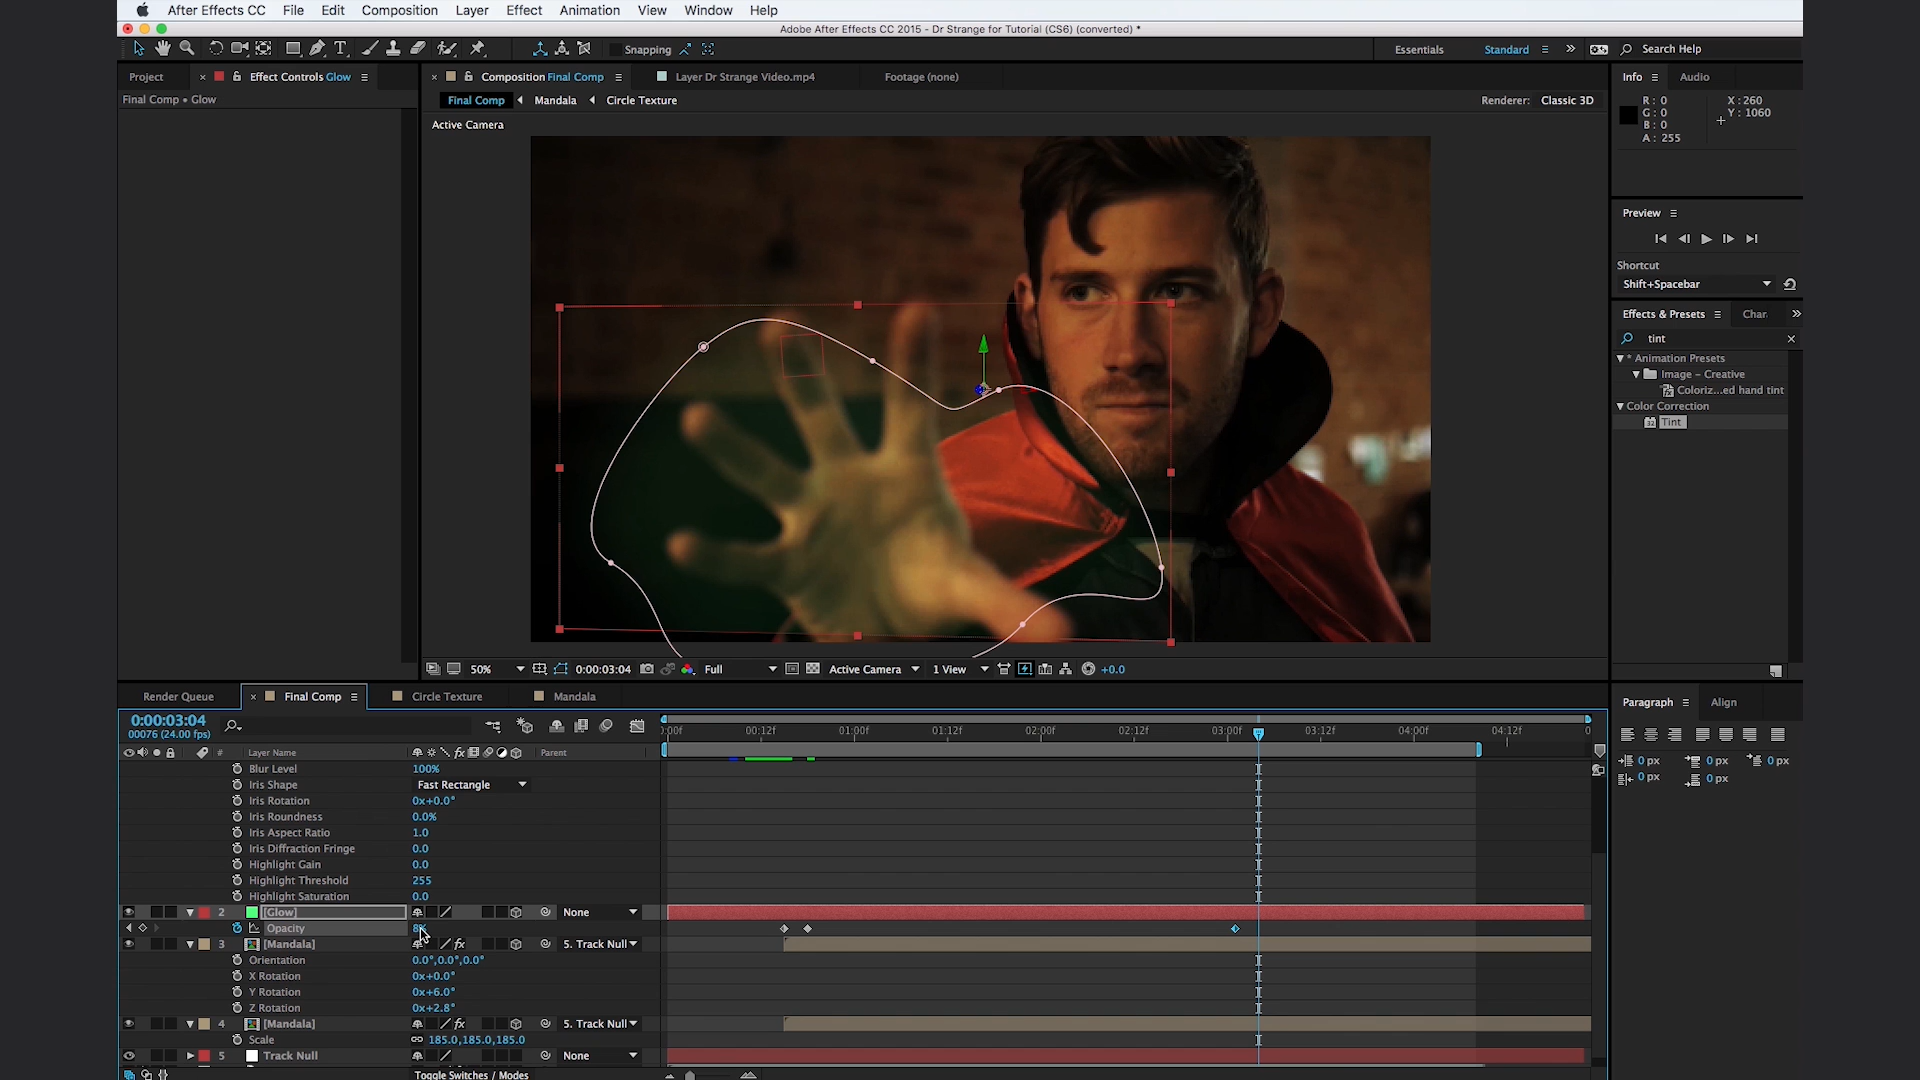 After Effects CC File Edit Composition Layer Effect Animation View Window Help
Adobe After Effects CC 2015 - Dr Strange for Tutorial (CS6) (converted) *
Snapping Essentials Standard Search Help
Project Effect Controls Glow Composition Final Comp Layer Dr Strange Video.mp4 Footage (none) Info Audio
Final Comp • Glow Final Comp Mandala Circle Texture Renderer: Classic 3D
R: 0 X: 260
G: 0 Y: 1060
B: 0
A: 255
Active Camera
Preview
Shortcut
Shift+Spacebar
Effects & Presets Char
tint
* Animation Presets
Image - Creative
Coloriz...ed hand tint
Color Correction
32 Tint
50% 0:00:03:04 Full Active Camera 1 View +0.0
Render Queue Final Comp Circle Texture Mandala
Paragraph Align
0:00:03:04
00076 (24.00 fps)
:00f 00:12f 01:00f 01:12f 02:00f 02:12f 03:00f 03:12f 04:00f 04:12f 0
# Layer Name Parent
0 px 0 px 0 px
0 px 0 px
Blur Level 100%
Iris Shape Fast Rectangle
Iris Rotation 0x+0.0°
Iris Roundness 0.0%
Iris Aspect Ratio 1.0
Iris Diffraction Fringe 0.0
Highlight Gain 0.0
Highlight Threshold 255
Highlight Saturation 0.0
2 [Glow] None
Opacity
3 [Mandala] fx 5. Track Null
Orientation 0.0°,0.0°,0.0°
X Rotation 0x+0.0°
Y Rotation 0x+6.0°
Z Rotation 0x+2.8°
4 [Mandala] fx 5. Track Null
Scale 185.0,185.0,185.0
5 Track Null None
Toggle Switches / Modes